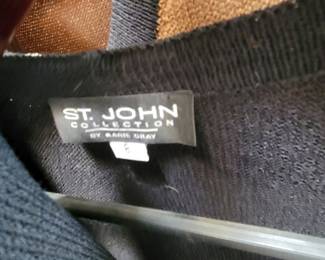 ST. JOHN
COLLECTION
BY MARIE GRAY